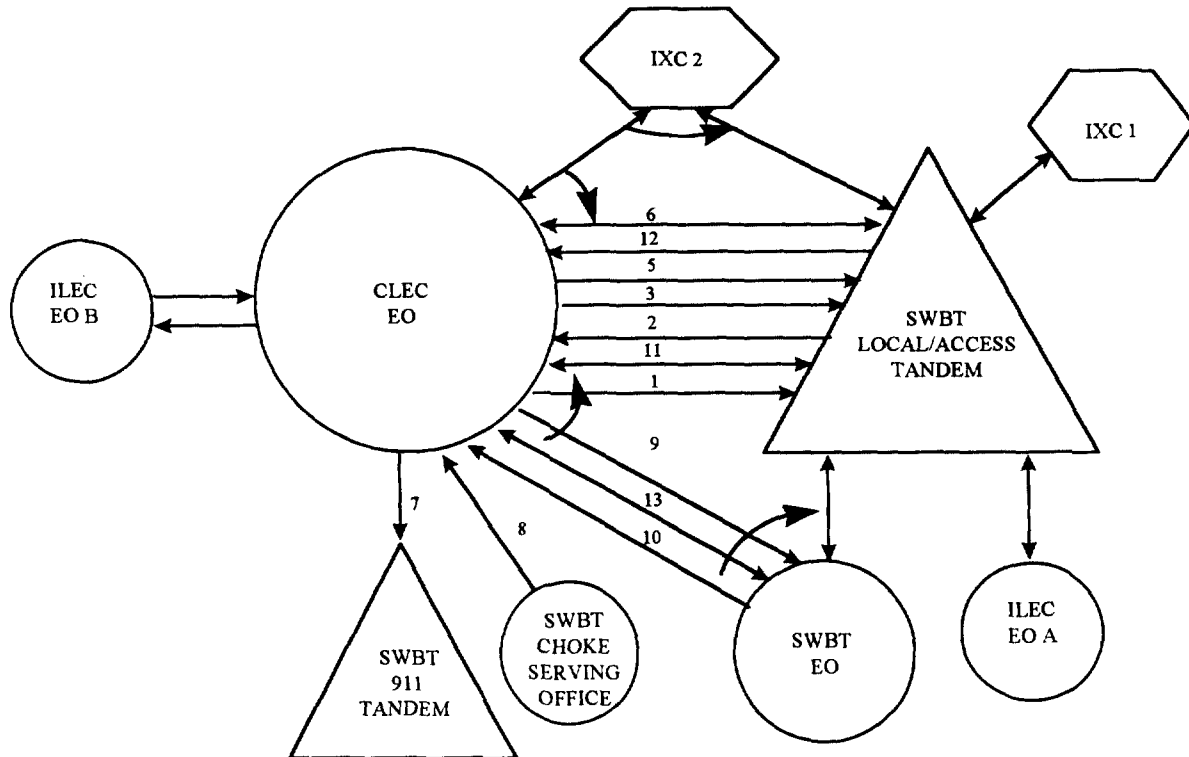 IXC 2
IXC 1
6
12
5
3
2
11
1
ILEC
EO B
CLEC
EO
SWBT
LOCAL/ACCESS
TANDEM
9
13
10
7
8
SWBT
911
TANDEM
SWBT
CHOKE
SERVING
OFFICE
SWBT
EO
ILEC
EO A